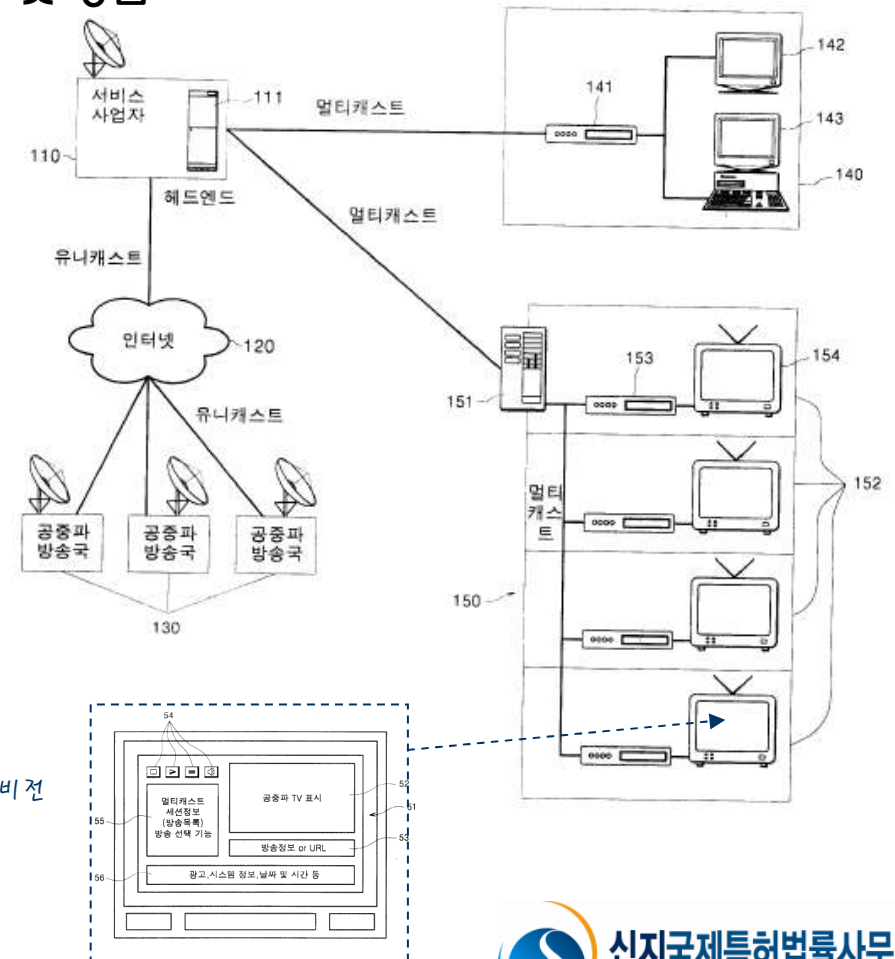 및 방법
서비스
사업자
111
110
헤드엔드
멀티캐스트
141
142
143
140
멀티캐스트
유니캐스트
인터넷
120
유니캐스트
공중파
방송국
공중파
방송국
공중파
방송국
130
151
153
154
152
멀티
캐스
트
150
비전
54
멀티캐스트
세션정보
(방송목록)
방송 선택 기능
55
공중파 TV 표시
52
51
방송정보 or URL
53
광고,시스템 정보,날짜 및 시간 등
56
신지국제특허법률사무